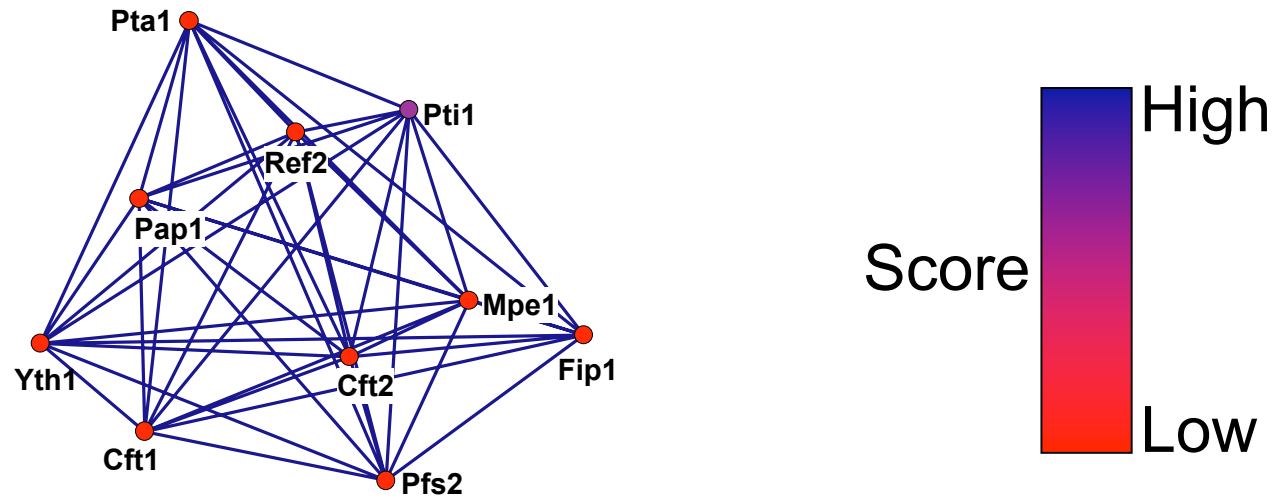 Pta1
Pti1
Ref2
Pap1
Mpe1
Yth1
Cft2
Fip1
Cft1
Pfs2
High
Score
Low